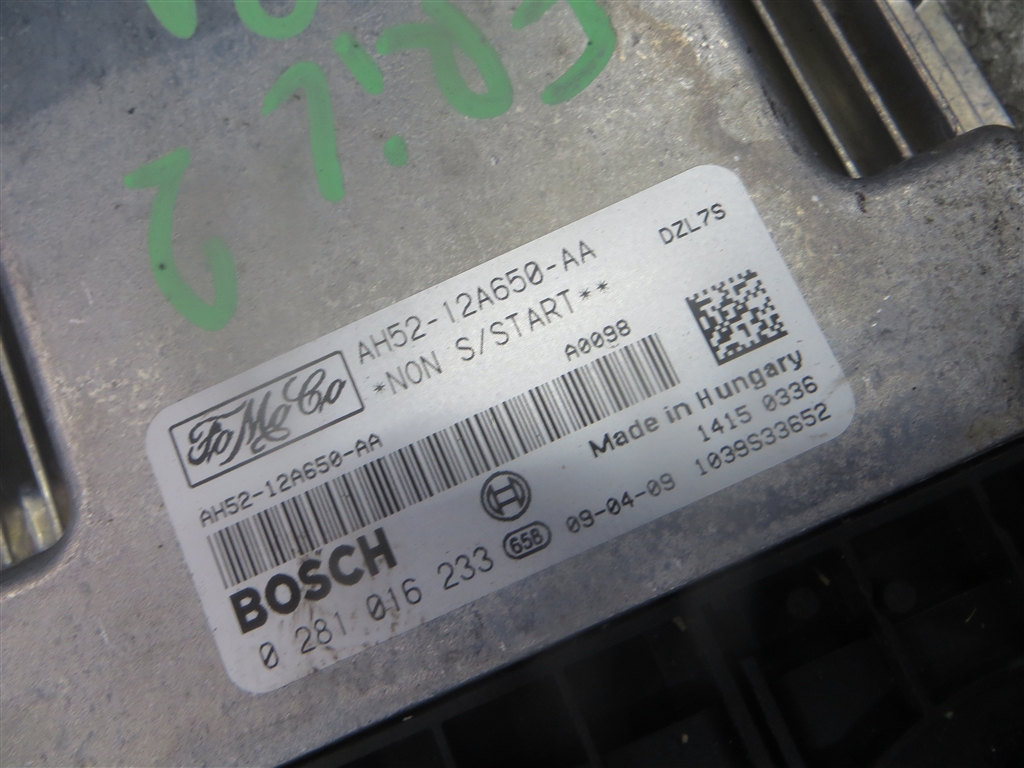 FoMoCo
AH52-12A650-AA
*NON S/START**
DZL7S
AH52-12A650-AA
A0098
BOSCH
Made in Hungary
0 281 016 233
658
09-04-09
1415 0336
1039S33652